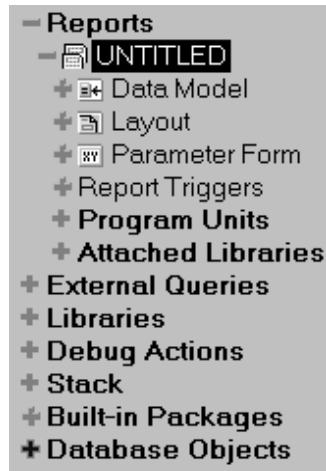 Reports
UNTITLED
Data Model
Layout
Parameter Form
Report Triggers
Program Units
Attached Libraries
External Queries
Libraries
Debug Actions
Stack
Built-in Packages
Database Objects